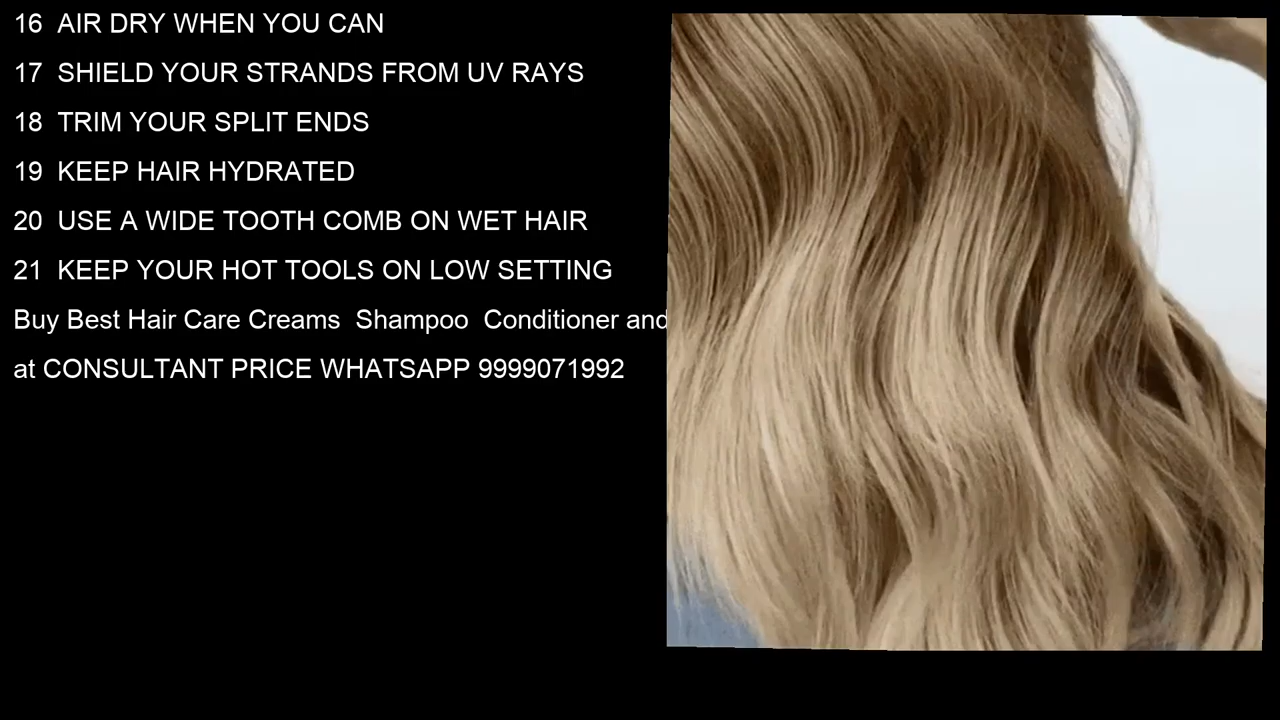 16 AIR DRY WHEN YOU CAN
17 SHIELD YOUR STRANDS FROM UV RAYS
18 TRIM YOUR SPLIT ENDS
19 KEEP HAIR HYDRATED
20 USE A WIDE TOOTH COMB ON WET HAIR
21 KEEP YOUR HOT TOOLS ON LOW SETTING
Buy Best Hair Care Creams Shampoo Conditioner and
at CONSULTANT PRICE WHATSAPP 9999071992